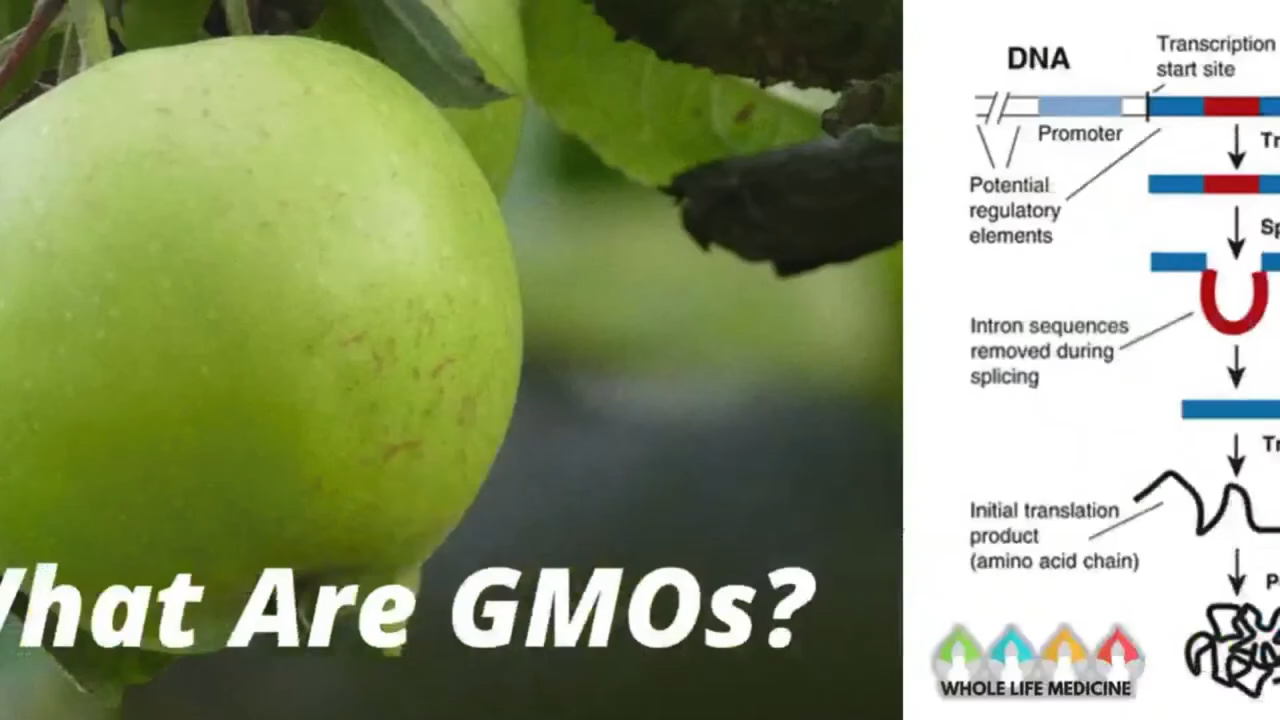 What Are GMOs?
DNA
Transcription
start site
Promoter
Potential
regulatory
elements
Intron sequences
removed during
splicing
Initial translation
product
(amino acid chain)
WHOLE LIFE MEDICINE